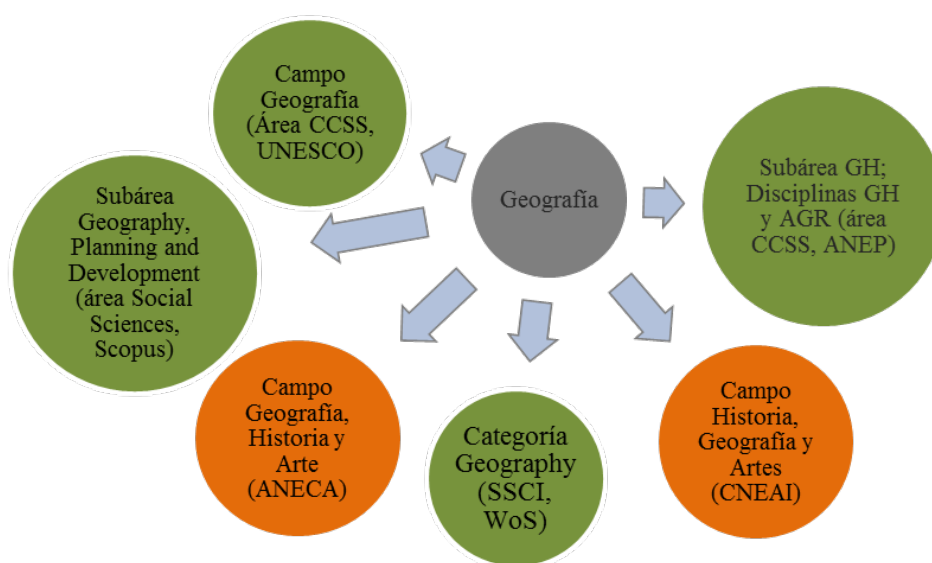 Campo
Geografía
(Área CCSS,
UNESCO)
Geografía
Subárea GH;
Disciplinas GH
y AGR (área
CCSS, ANEP)
Subárea
Geography,
Planning and
Development
(área Social
Sciences,
Scopus)
Campo
Geografía,
Historia y
Arte
(ANECA)
Categoría
Geography
(SSCI,
WoS)
Campo
Historia,
Geografía y
Artes
(CNEAI)